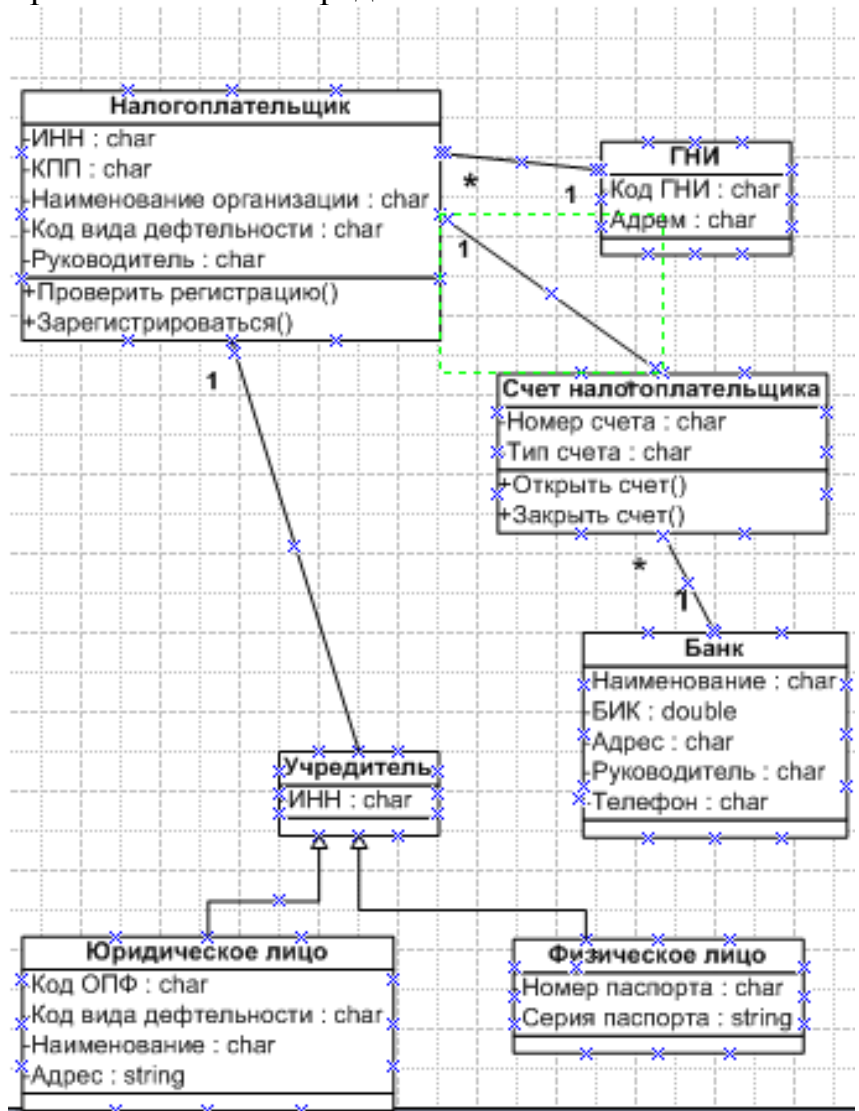 Налогоплательщик
-ИНН : char
-КПП : char
-Наименование организации : char
-Код вида дефтельности : char
-Руководитель : char
+Проверить регистрацию()
+Зарегистрироваться()
*
1
ГНИ
-Код ГНИ : char
-Адрем : char
1
*
Счет налогоплательщика
-Номер счета : char
-Тип счета : char
+Открыть счет()
+Закрыть счет()
1
*
1
Банк
-Наименование : char
-БИК : double
-Адрес : char
-Руководитель : char
-Телефон : char
Учредитель
-ИНН : char
Юридическое лицо
-Код ОПФ : char
-Код вида дефтельности : char
-Наименование : char
-Адрес : string
Физическое лицо
-Номер паспорта : char
-Серия паспорта : string